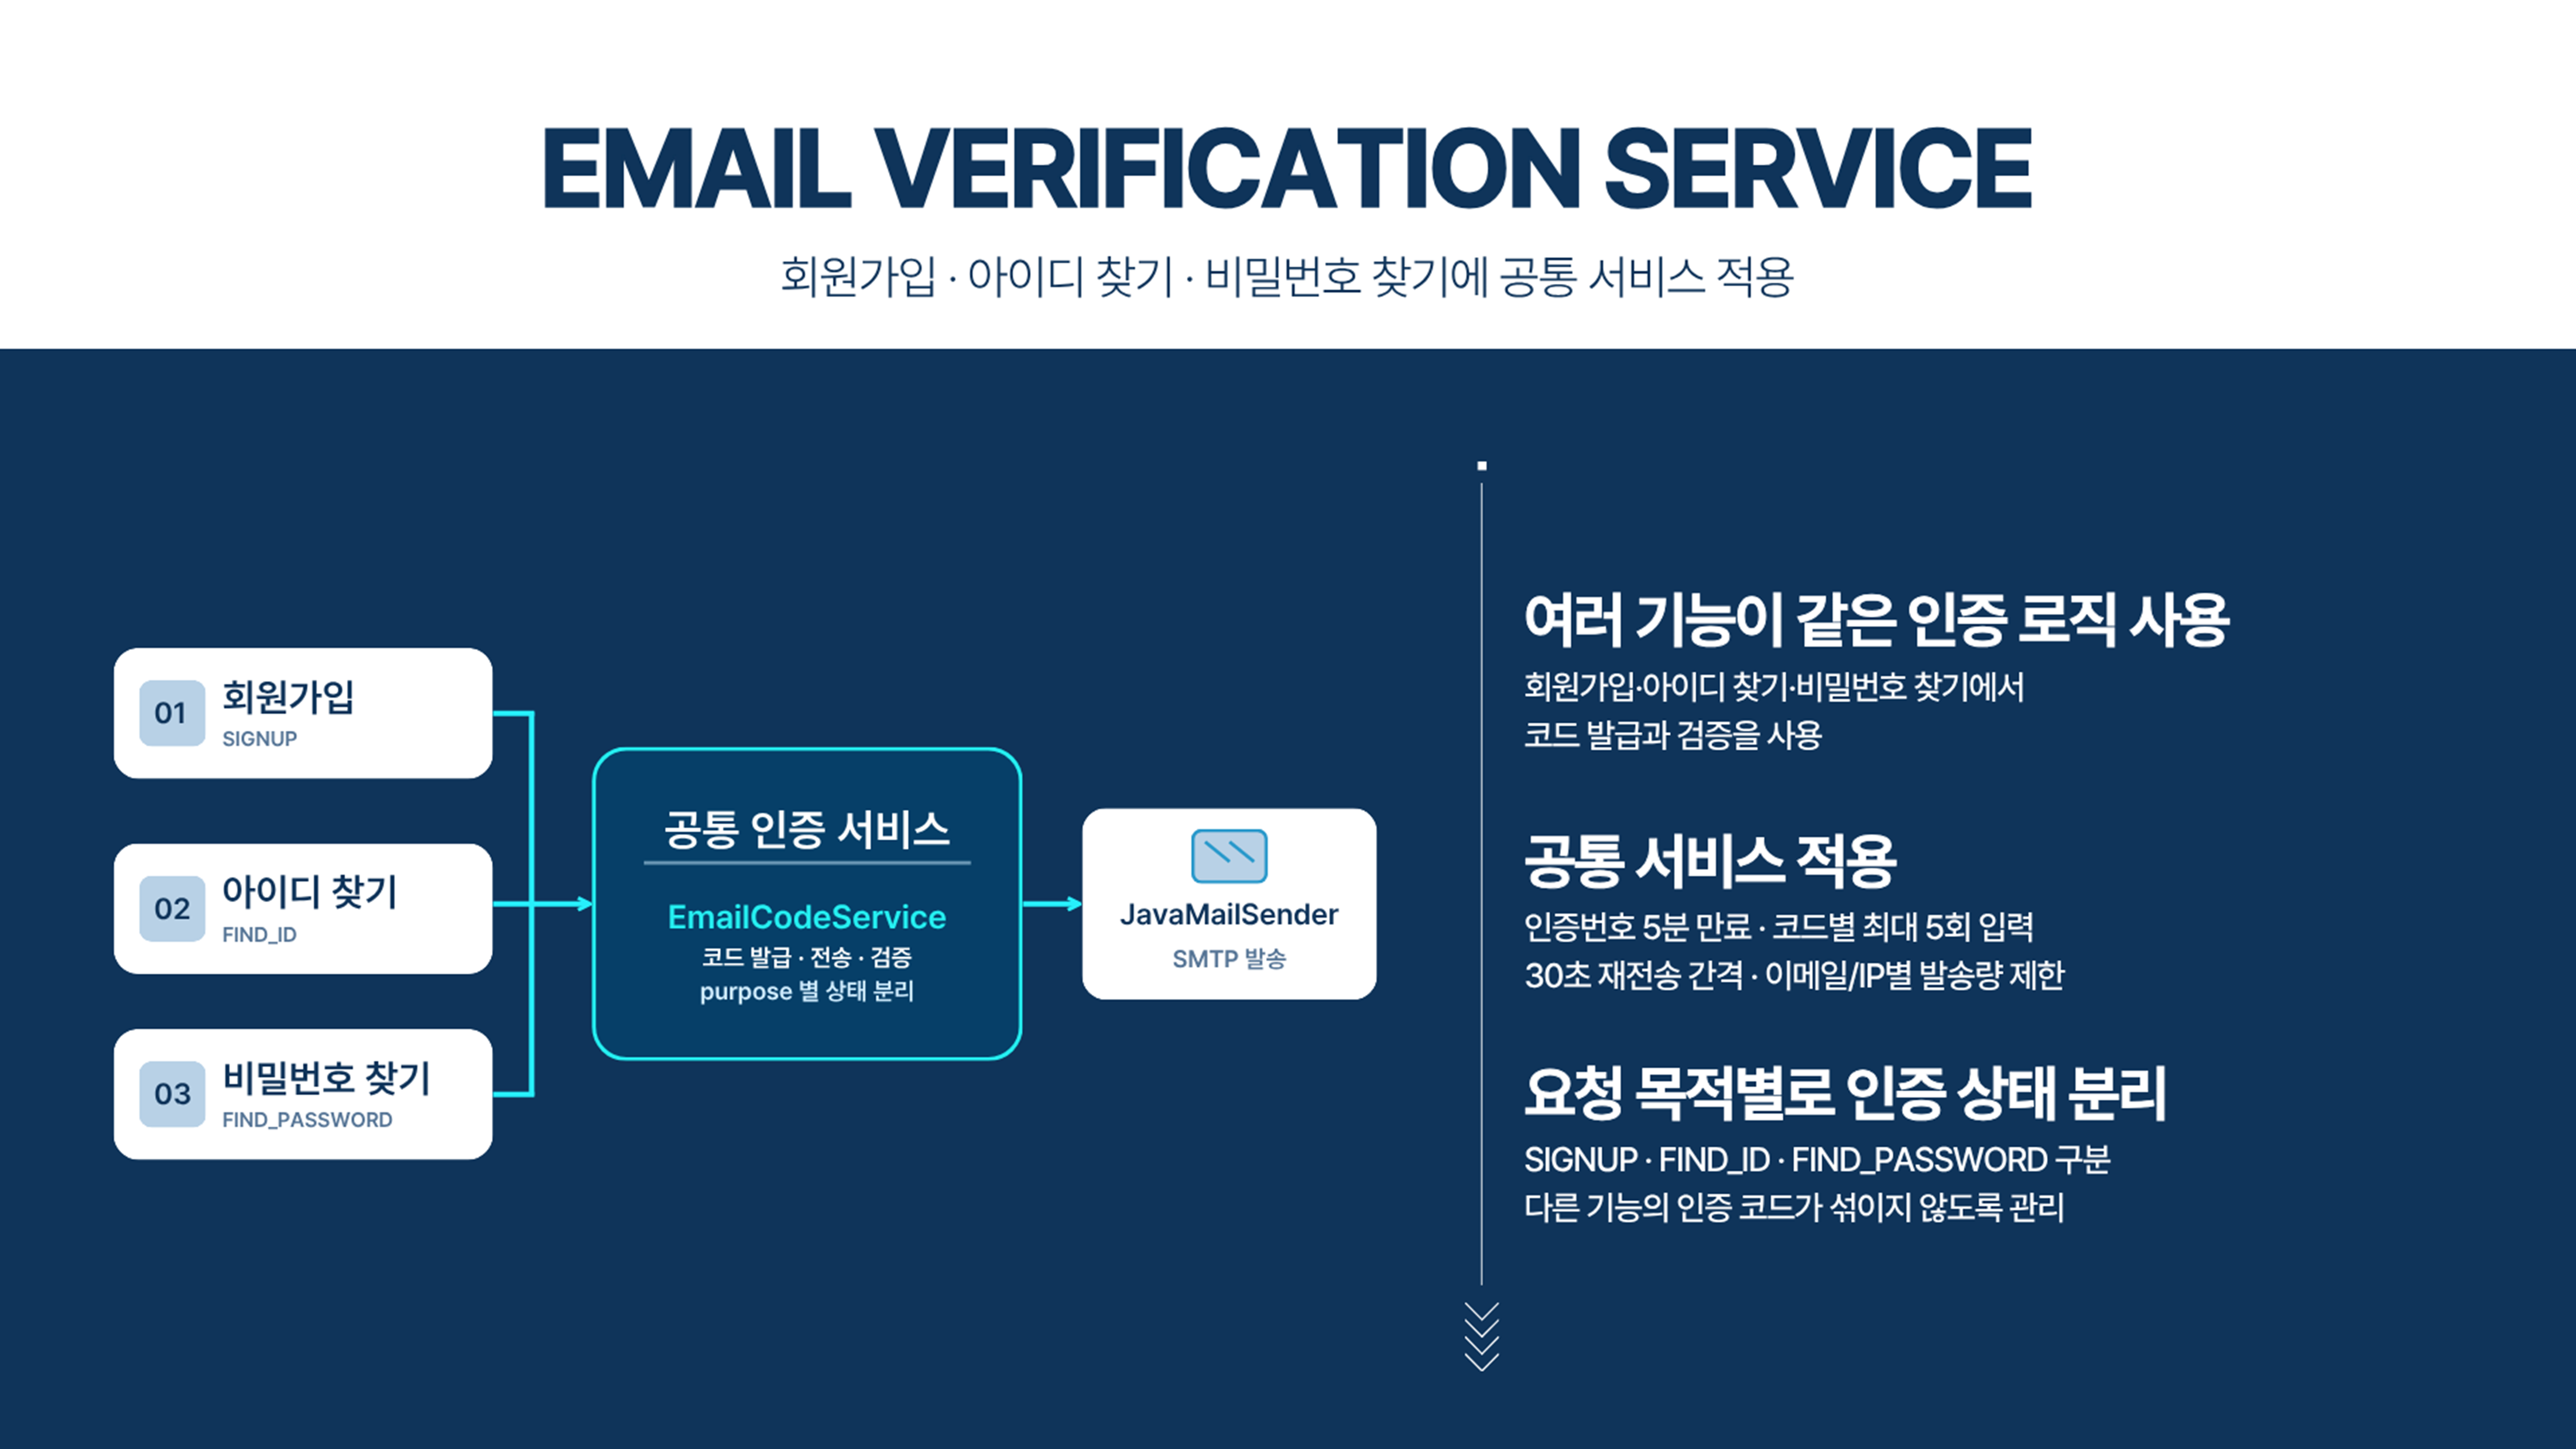 EMAIL VERIFICATION SERVICE
회원가입 · 아이디 찾기 · 비밀번호 찾기에 공통 서비스 적용
01
회원가입
SIGNUP
02
아이디 찾기
FIND_ID
03
비밀번호 찾기
FIND_PASSWORD
공통 인증 서비스
EmailCodeService
코드 발급 · 전송 · 검증
purpose 별 상태 분리
JavaMailSender
SMTP 발송
여러 기능이 같은 인증 로직 사용
회원가입·아이디 찾기·비밀번호 찾기에서
코드 발급과 검증을 사용
공통 서비스 적용
인증번호 5분 만료 · 코드별 최대 5회 입력
30초 재전송 간격 · 이메일/IP별 발송량 제한
요청 목적별로 인증 상태 분리
SIGNUP · FIND_ID · FIND_PASSWORD 구분
다른 기능의 인증 코드가 섞이지 않도록 관리